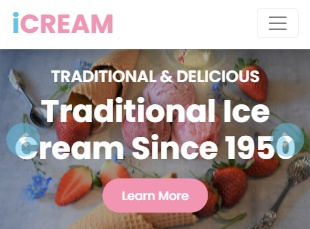 iCREAM
TRADITIONAL & DELICIOUS
Traditional Ice
Cream Since 1950
Learn More